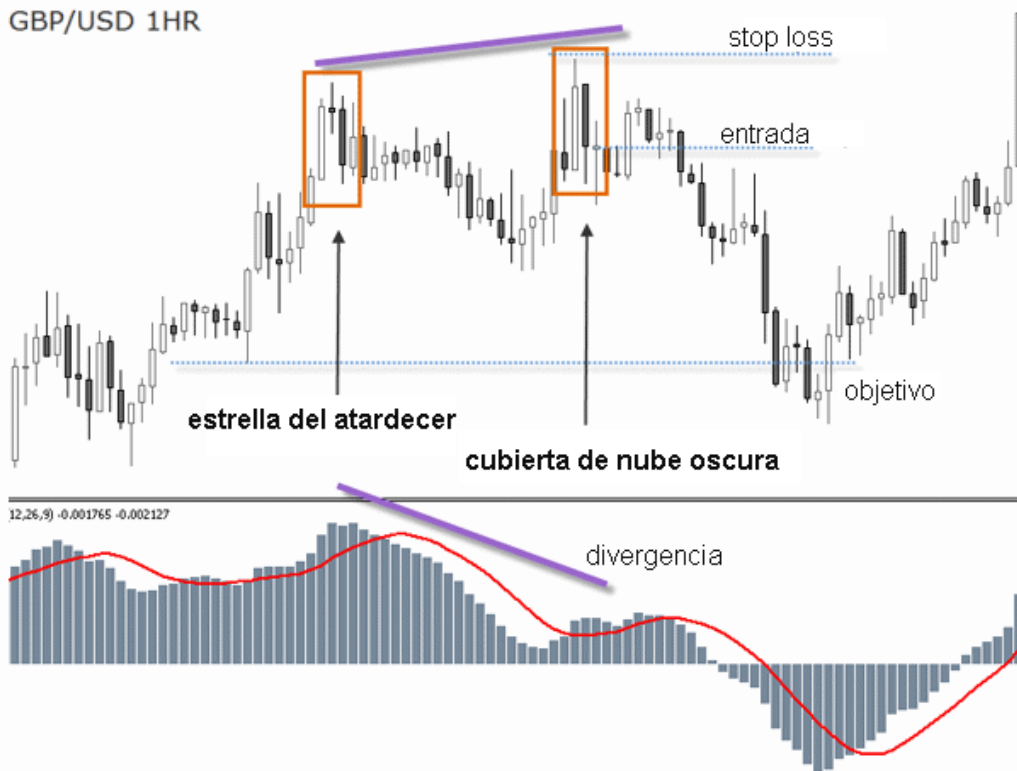 GBP/USD 1HR
stop loss
entrada
objetivo
estrella del atardecer
cubierta de nube oscura
12,26,9) -0.001765 -0.002127
divergencia